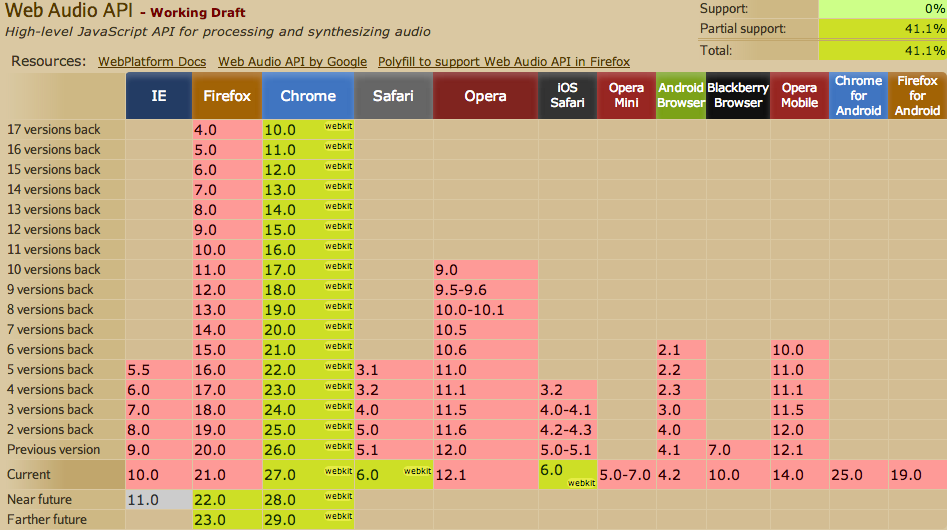 Web Audio API - Working Draft
High-level JavaScript API for processing and synthesizing audio
Support: 0%
Partial support: 41.1%
Total: 41.1%
Resources: WebPlatform Docs Web Audio API by Google Polyfill to support Web Audio API in Firefox
IE Firefox Chrome Safari Opera iOS Safari Opera Mini Android Browser Blackberry Browser Opera Mobile Chrome for Android Firefox for Android
17 versions back 4.0 10.0 webkit
16 versions back 5.0 11.0 webkit
15 versions back 6.0 12.0 webkit
14 versions back 7.0 13.0 webkit
13 versions back 8.0 14.0 webkit
12 versions back 9.0 15.0 webkit
11 versions back 10.0 16.0 webkit
10 versions back 11.0 17.0 webkit 9.0
9 versions back 12.0 18.0 webkit 9.5-9.6
8 versions back 13.0 19.0 webkit 10.0-10.1
7 versions back 14.0 20.0 webkit 10.5
6 versions back 15.0 21.0 webkit 10.6 2.1 10.0
5 versions back 5.5 16.0 22.0 webkit 3.1 11.0 2.2 11.0
4 versions back 6.0 17.0 23.0 webkit 3.2 11.1 3.2 2.3 11.1
3 versions back 7.0 18.0 24.0 webkit 4.0 11.5 4.0-4.1 3.0 11.5
2 versions back 8.0 19.0 25.0 webkit 5.0 11.6 4.2-4.3 4.0 12.0
Previous version 9.0 20.0 26.0 webkit 5.1 12.0 5.0-5.1 4.1 7.0 12.1
Current 10.0 21.0 27.0 webkit 6.0 webkit 12.1 6.0 webkit 5.0-7.0 4.2 10.0 14.0 25.0 19.0
Near future 11.0 22.0 28.0 webkit
Farther future 23.0 29.0 webkit